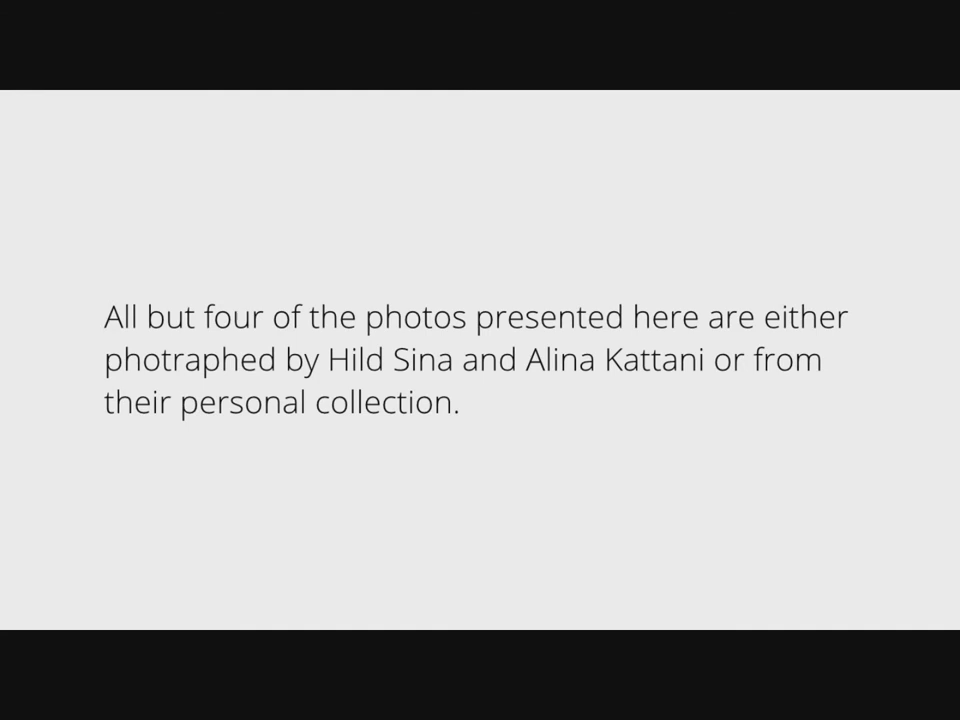 All but four of the photos presented here are either
photraphed by Hild Sina and Alina Kattani or from
their personal collection.